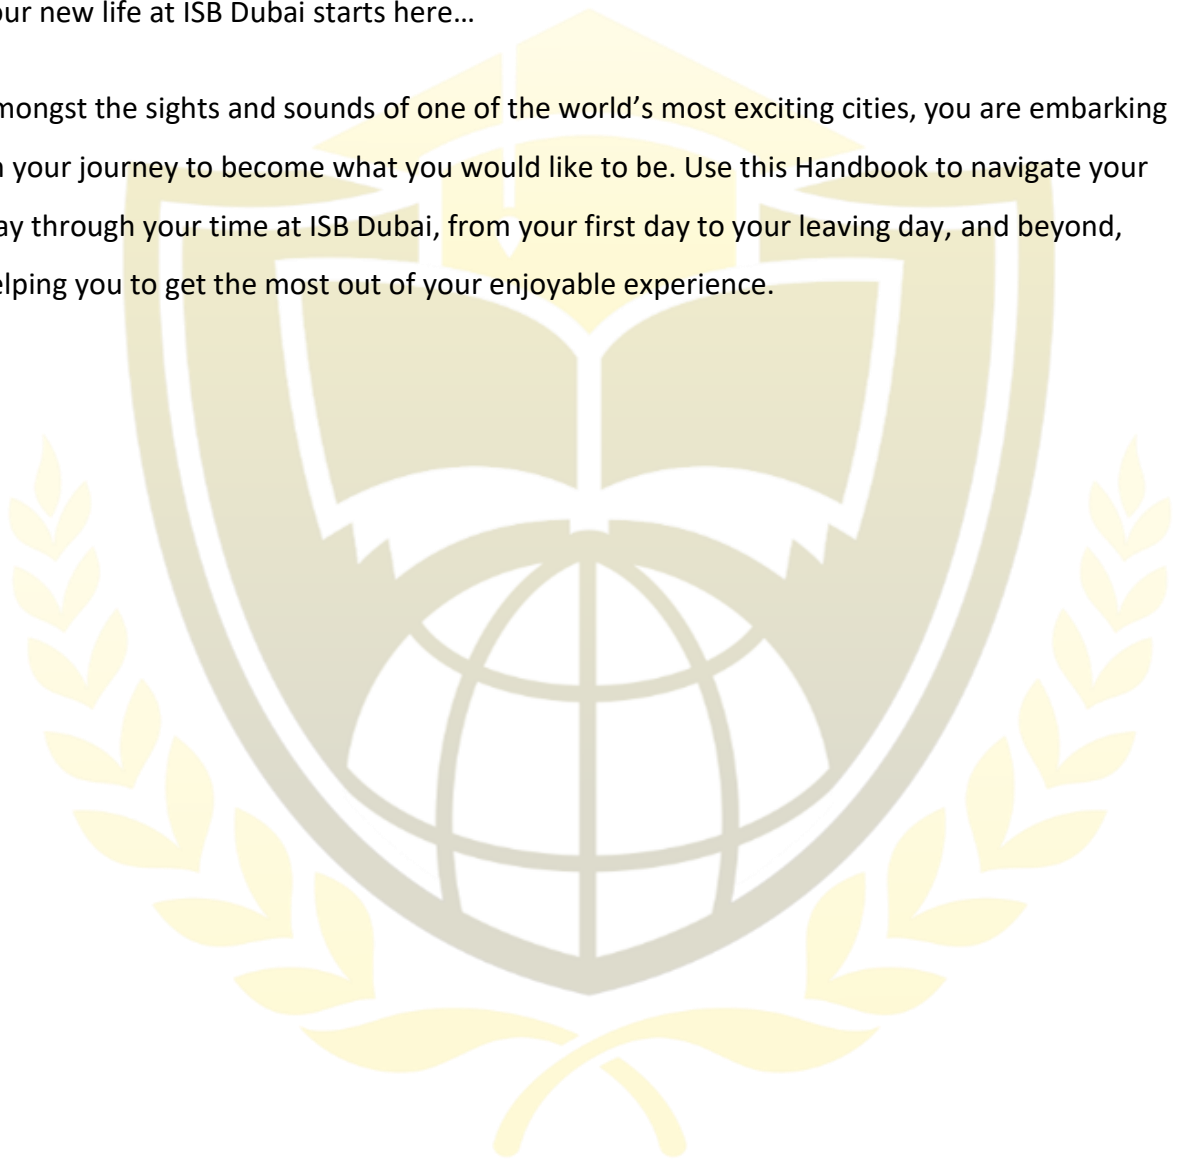 our new life at ISB Dubai starts here…
mongst the sights and sounds of one of the world's most exciting cities, you are embarking
n your journey to become what you would like to be. Use this Handbook to navigate your
ay through your time at ISB Dubai, from your first day to your leaving day, and beyond,
elping you to get the most out of your enjoyable experience.